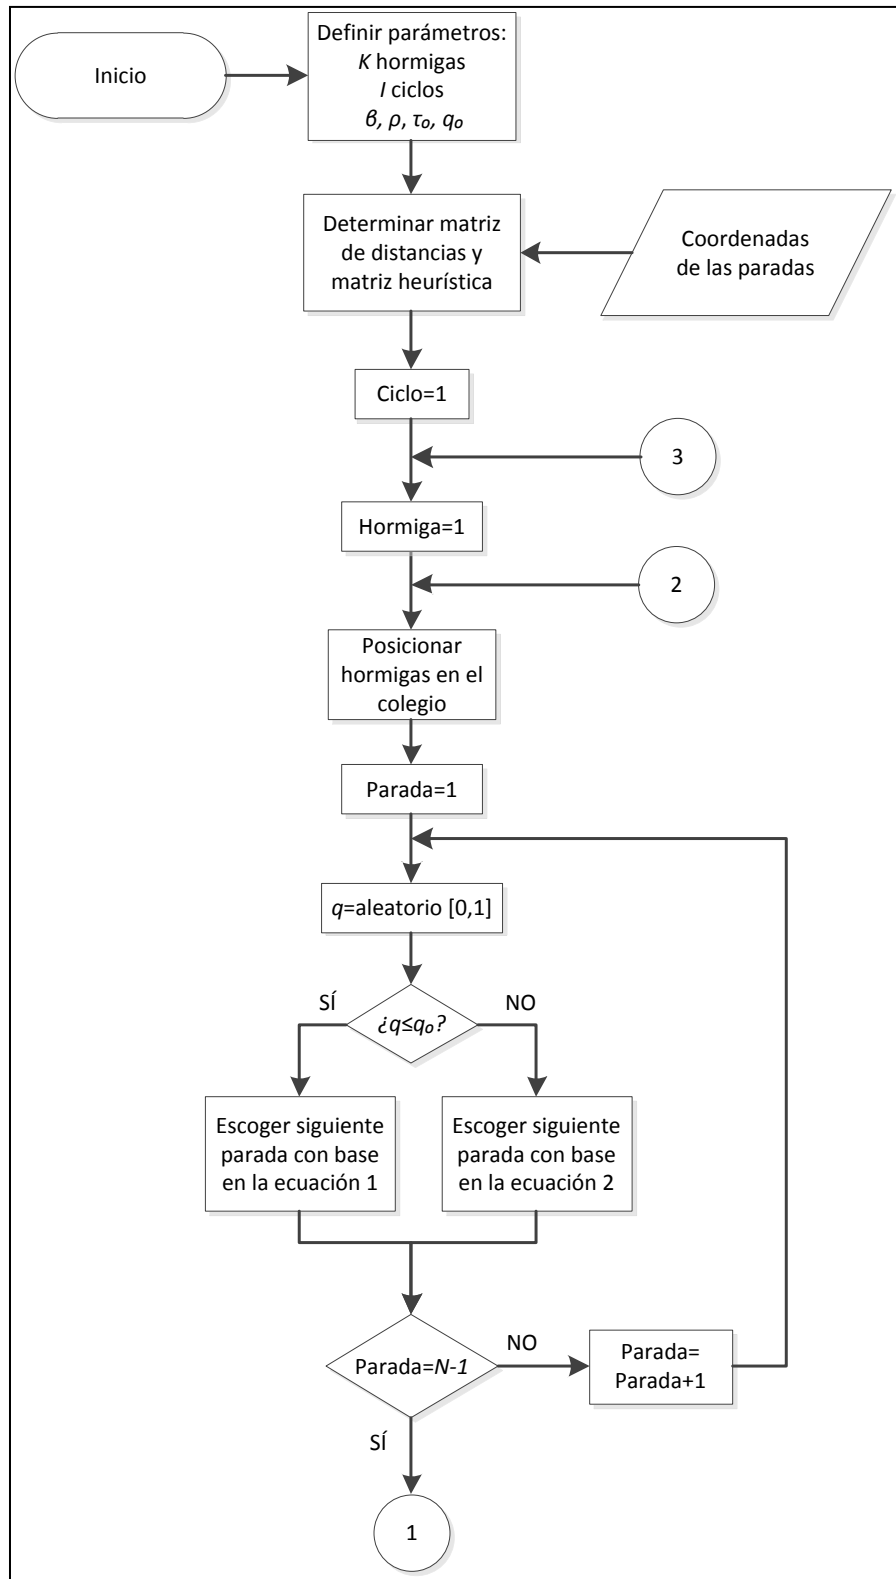 Inicio
Definir parámetros:
K hormigas
I ciclos
β, ρ, τₒ, qₒ
Determinar matriz
de distancias y
matriz heurística
Coordenadas
de las paradas
Ciclo=1
3
Hormiga=1
2
Posicionar
hormigas en el
colegio
Parada=1
q=aleatorio [0,1]
SÍ
¿q≤qₒ?
NO
Escoger siguiente
parada con base
en la ecuación 1
Escoger siguiente
parada con base
en la ecuación 2
Parada=N-1
NO
Parada=
Parada+1
SÍ
1